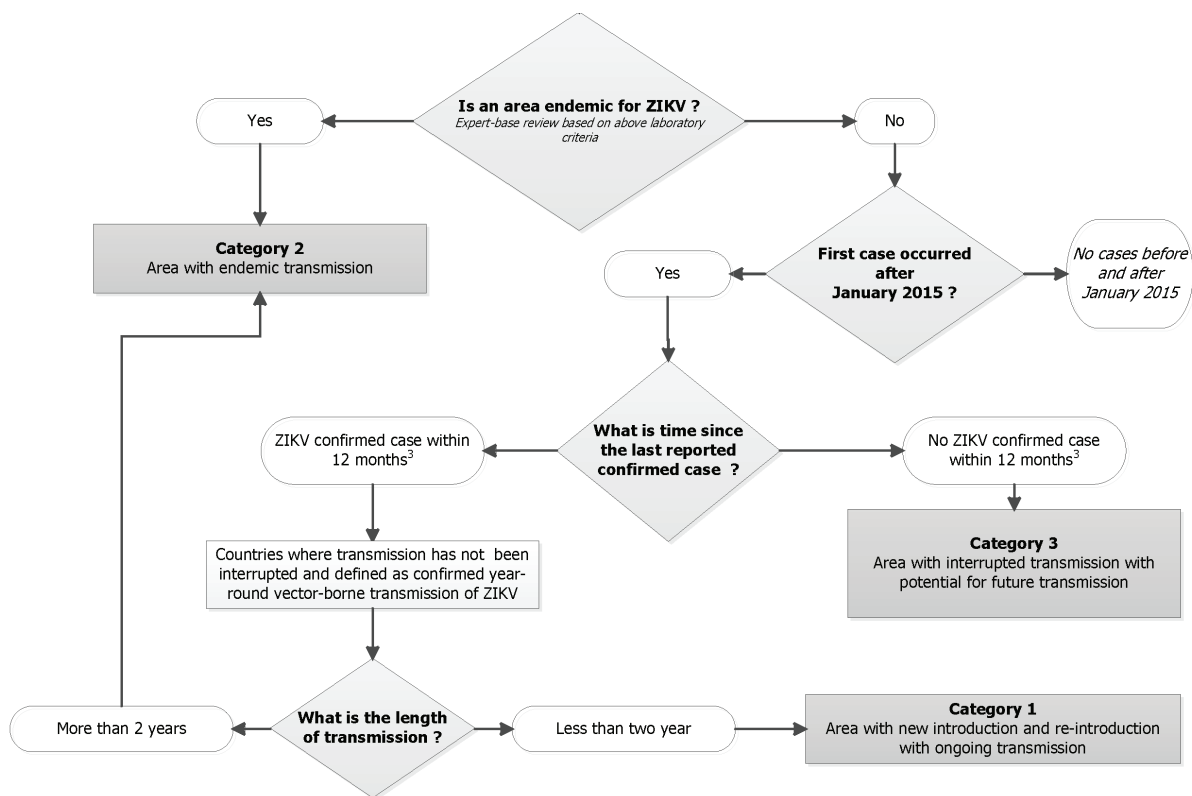 Is an area endemic for ZIKV ?
Expert-base review based on above laboratory
criteria
Yes
No
Category 2
Area with endemic transmission
First case occurred
after
January 2015 ?
Yes
No cases before
and after
January 2015
What is time since
the last reported
confirmed case  ?
ZIKV confirmed case within
12 months³
No ZIKV confirmed case
within 12 months³
Category 3
Area with interrupted transmission with
potential for future transmission
Countries where transmission has not  been
interrupted and defined as confirmed year-
round vector-borne transmission of ZIKV
What is the length
of transmission ?
More than 2 years
Less than two year
Category 1
Area with new introduction and re-introduction
with ongoing transmission